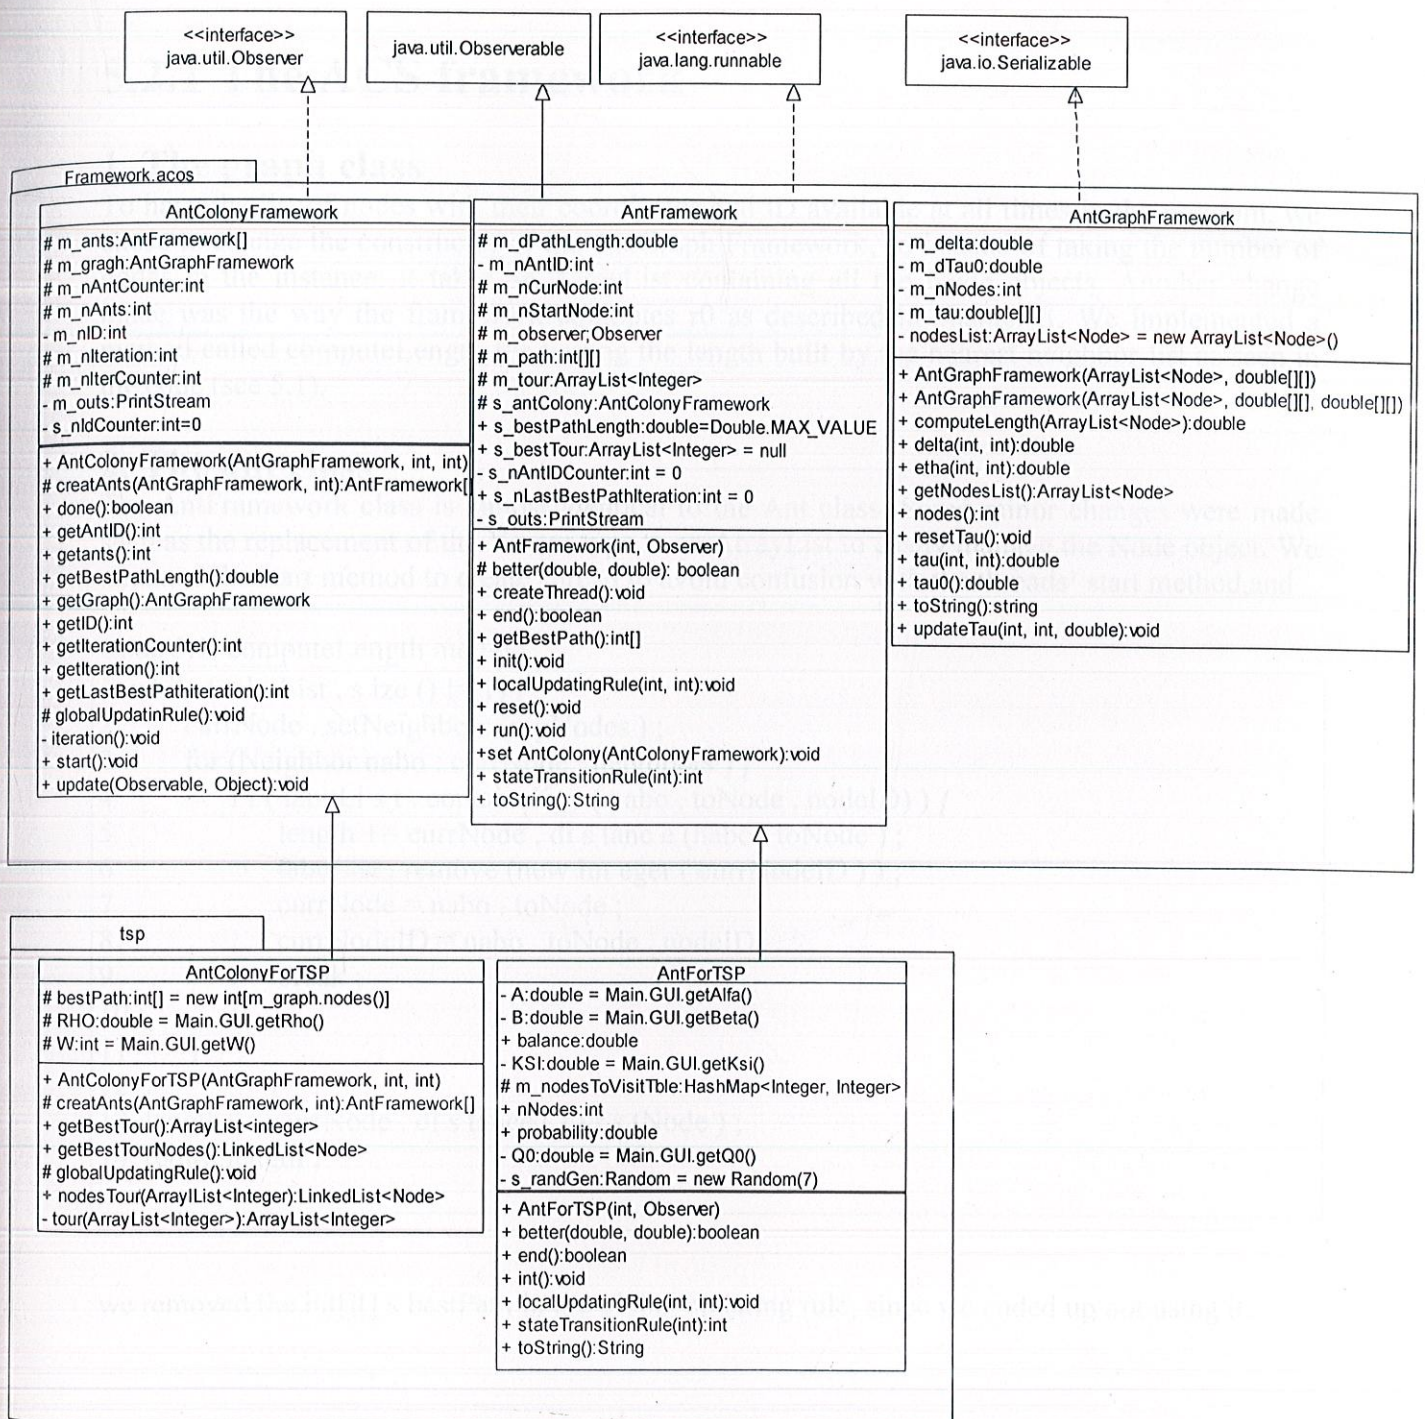 <<interface>>
java.util.Observer
java.util.Observerable
<<interface>>
java.lang.runnable
<<interface>>
java.io.Serializable
Framework.acos
AntColonyFramework
# m_ants:AntFramework[]
# m_gragh:AntGraphFramework
# m_nAntCounter:int
# m_nAnts:int
- m_nID:int
# m_nIteration:int
# m_nIterCounter:int
- m_outs:PrintStream
- s_nIdCounter:int=0
+ AntColonyFramework(AntGraphFramework, int, int)
# creatAnts(AntGraphFramework, int):AntFramework[]
+ done():boolean
+ getAntID():int
+ getants():int
+ getBestPathLength():double
+ getGraph():AntGraphFramework
+ getID():int
+ getIterationCounter():int
+ getIteration():int
+ getLastBestPathIteration():int
# globalUpdatinRule():void
- iteration():void
+ start():void
+ update(Observable, Object):void
AntFramework
# m_dPathLength:double
- m_nAntID:int
# m_nCurNode:int
# m_nStartNode:int
# m_observer;Observer
# m_path:int[][]
# m_tour:ArrayList<Integer>
# s_antColony:AntColonyFramework
+ s_bestPathLength:double=Double.MAX_VALUE
+ s_bestTour:ArrayList<Integer> = null
- s_nAntIDCounter:int = 0
+ s_nLastBestPathIteration:int = 0
- s_outs:PrintStream
+ AntFramework(int, Observer)
# better(double, double): boolean
+ createThread():void
+ end():boolean
+ getBestPath():int[]
+ init():void
+ localUpdatingRule(int, int):void
+ reset():void
+ run():void
+set AntColony(AntColonyFramework):void
+ stateTransitionRule(int):int
+ toString():String
AntGraphFramework
- m_delta:double
- m_dTau0:double
- m_nNodes:int
- m_tau:double[][]
- nodesList:ArrayList<Node> = new ArrayList<Node>()
+ AntGraphFramework(ArrayList<Node>, double[][])
+ AntGraphFramework(ArrayList<Node>, double[][], double[][])
+ computeLength(ArrayList<Node>):double
+ delta(int, int):double
+ etha(int, int):double
+ getNodesList():ArrayList<Node>
+ nodes():int
+ resetTau():void
+ tau(int, int):double
+ tau0():double
+ toString():string
+ updateTau(int, int, double):void
tsp
AntColonyForTSP
# bestPath:int[] = new int[m_graph.nodes()]
# RHO:double = Main.GUI.getRho()
# W:int = Main.GUI.getW()
+ AntColonyForTSP(AntGraphFramework, int, int)
# creatAnts(AntGraphFramework, int):AntFramework[]
+ getBestTour():ArrayList<integer>
+ getBestTourNodes():LinkedList<Node>
# globalUpdatingRule():void
+ nodesTour(ArraylList<Integer):LinkedList<Node>
- tour(ArrayList<Integer>):ArrayList<Integer>
AntForTSP
- A:double = Main.GUI.getAlfa()
- B:double = Main.GUI.getBeta()
+ balance:double
- KSI:double = Main.GUI.getKsi()
# m_nodesToVisitTble:HashMap<Integer, Integer>
+ nNodes:int
+ probability:double
- Q0:double = Main.GUI.getQ0()
- s_randGen:Random = new Random(7)
+ AntForTSP(int, Observer)
+ better(double, double):boolean
+ end():boolean
+ int():void
+ localUpdatingRule(int, int):void
+ stateTransitionRule(int):int
+ toString():String